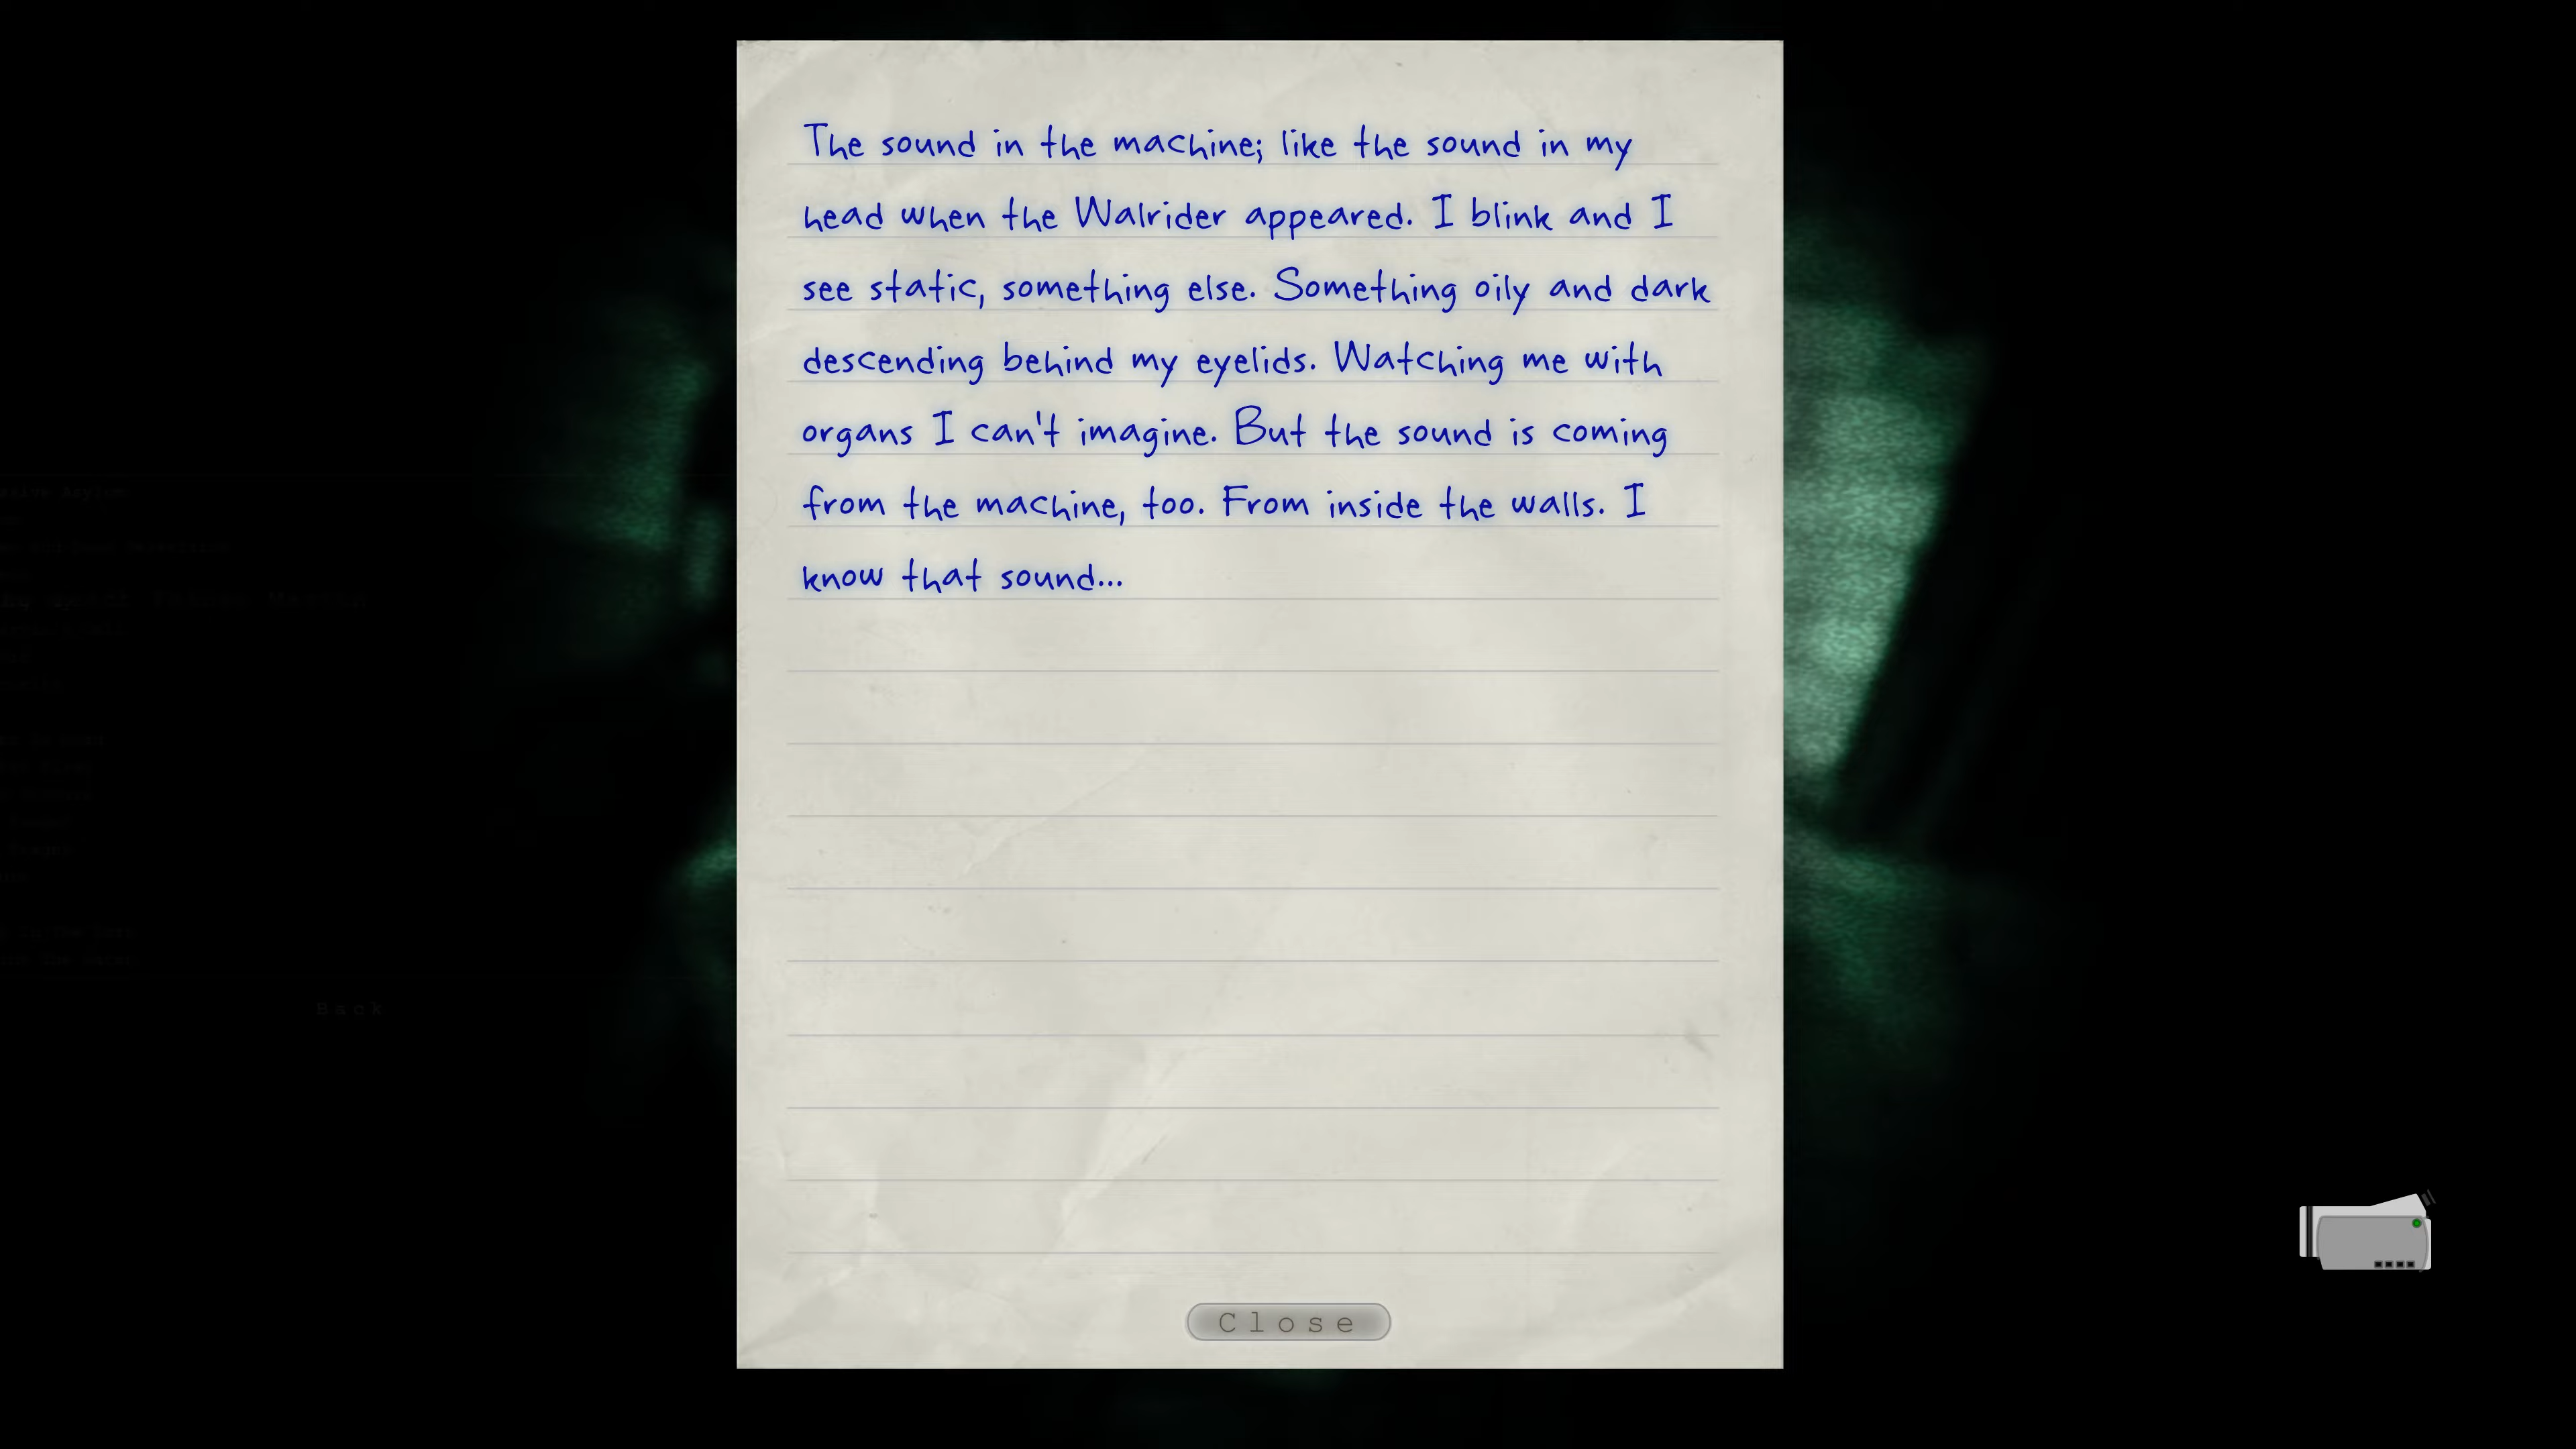 The sound in the machine; like the sound in my
head when the Walrider appeared. I blink and I
see static, something else. Something oily and dark
descending behind my eyelids. Watching me with
organs I can't imagine. But the sound is coming
from the machine, too. From inside the walls. I
know that sound...
Back
Close